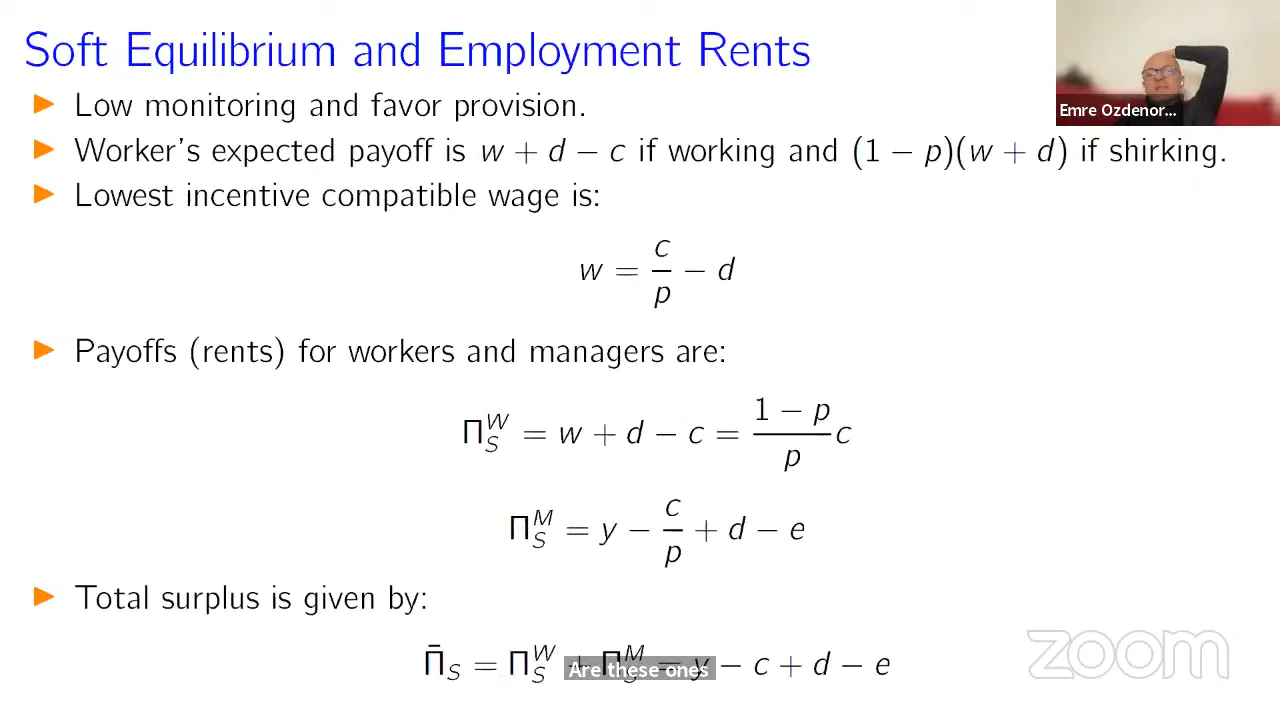 Soft Equilibrium and Employment Rents
Emre Ozdenor...
▶ Low monitoring and favor provision.
▶ Worker's expected payoff is w + d − c if working and (1 − p)(w + d) if shirking.
▶ Lowest incentive compatible wage is:
w = c/p − d
▶ Payoffs (rents) for workers and managers are:
Π_S^W = w + d − c = (1 − p)/p c
Π_S^M = y − c/p + d − e
▶ Total surplus is given by:
Π̄_S = Π_S^W + Π_S^M = y − c + d − e
Are these ones
zoom